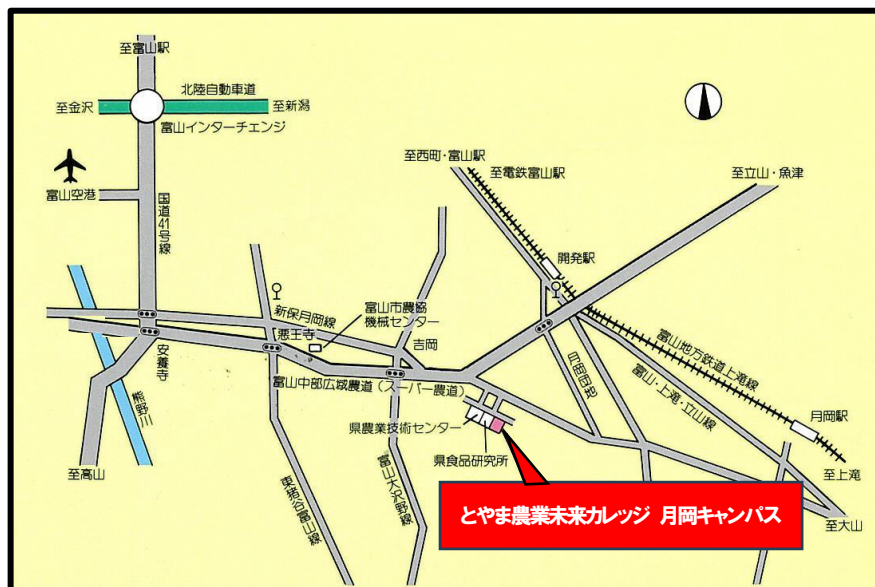 至富山駅
北陸自動車道
至金沢
至新潟
富山インターチェンジ
富山空港
国道41号線
至西町・富山駅
至電鉄富山駅
至立山・魚津
開発駅
新保月岡線
富山市農協
機械センター
悪王寺
吉岡
安養寺
熊野川
富山中部広域農道(スーパー農道)
富山地方鉄道上滝線
富山・上滝・立山線
月岡駅
県農業技術センター
県食品研究所
至高山
東猪谷富山線
富山大沢野線
至上滝
至大山
とやま農業未来カレッジ 月岡キャンパス